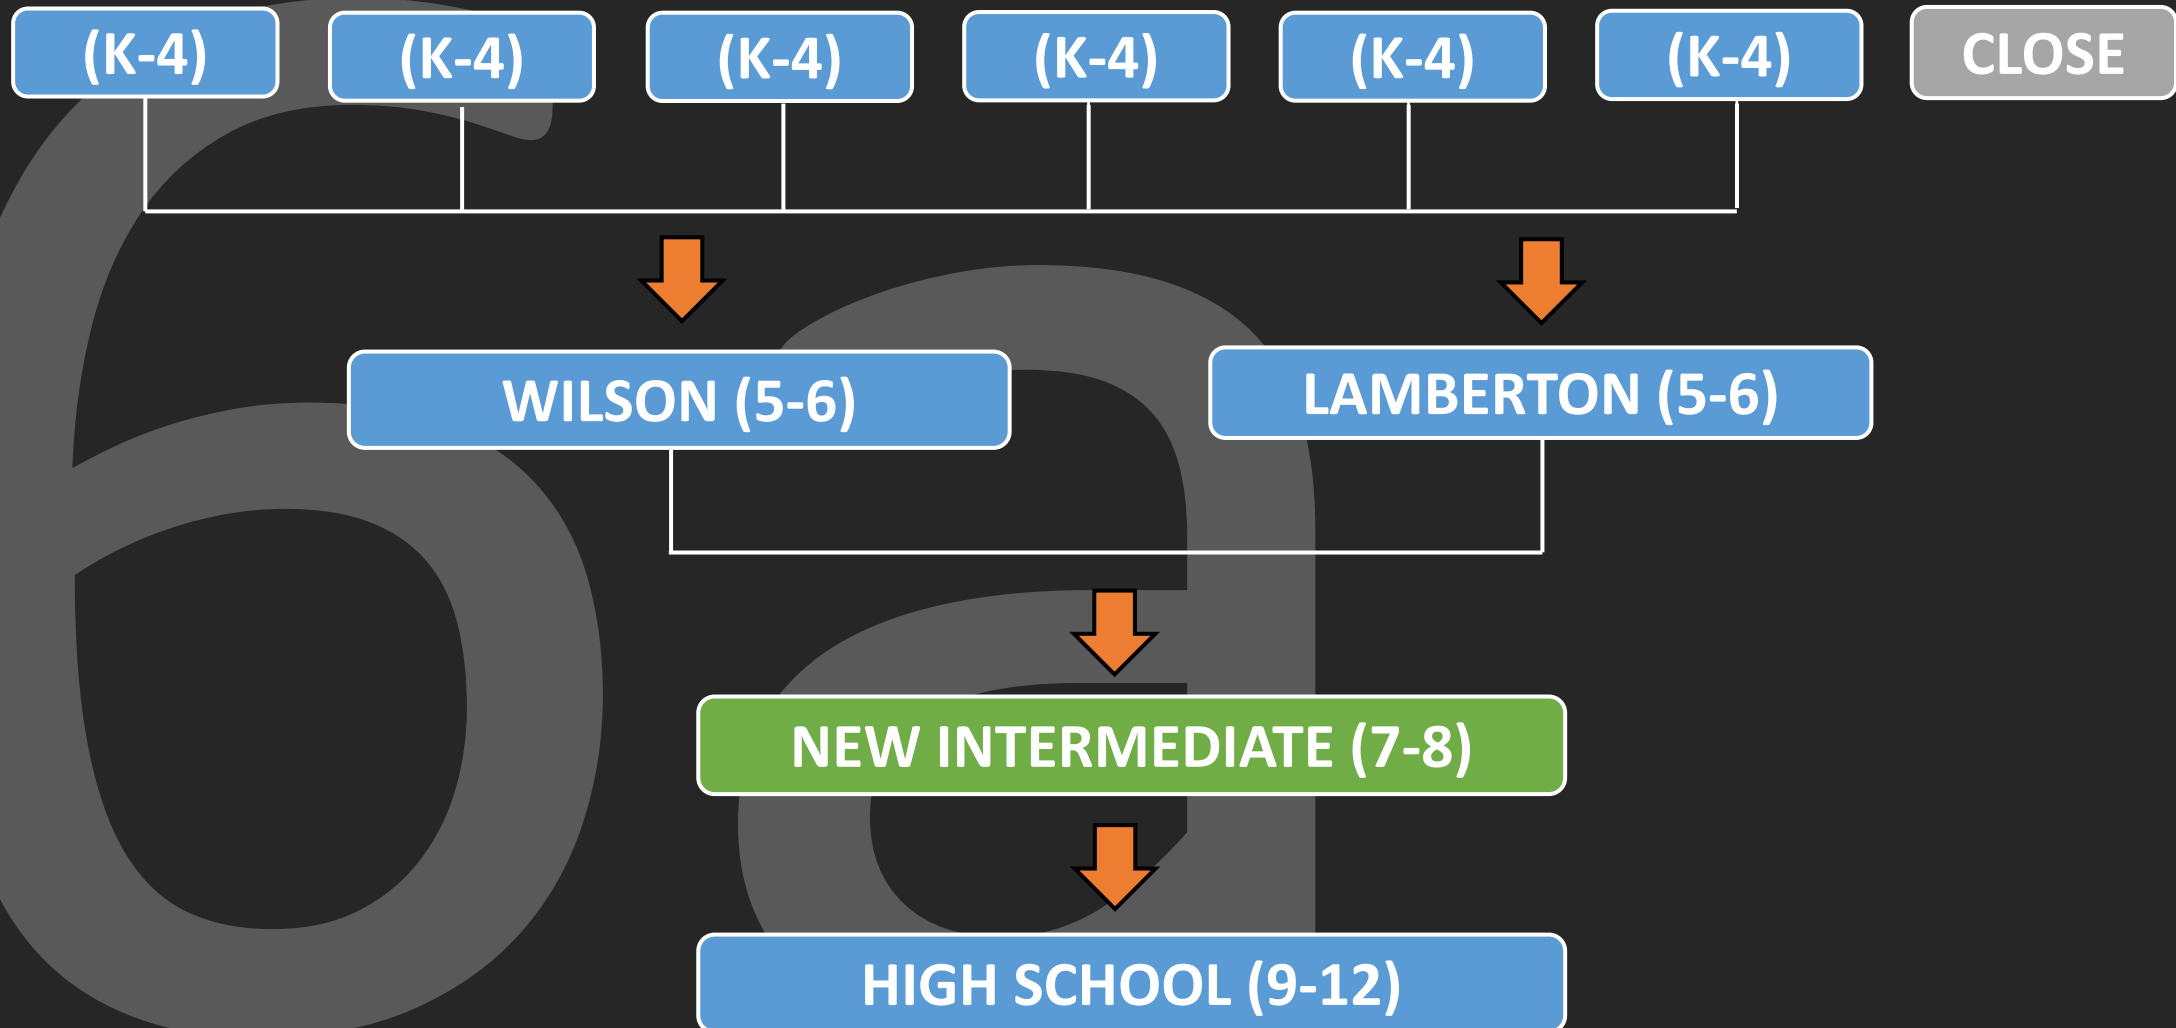 (K-4)
(K-4)
(K-4)
(K-4)
(K-4)
(K-4)
CLOSE
WILSON (5-6)
LAMBERTON (5-6)
NEW INTERMEDIATE (7-8)
HIGH SCHOOL (9-12)
6a